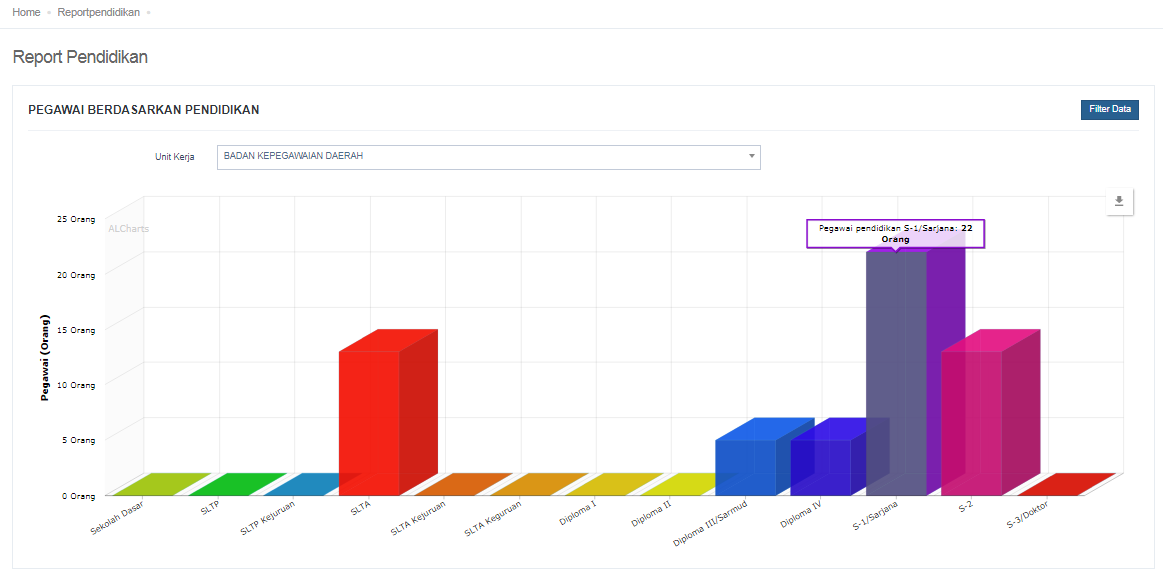 Home Reportpendidikan
Report Pendidikan
PEGAWAI BERDASARKAN PENDIDIKAN
Filter Data
Unit Kerja
BADAN KEPEGAWAIAN DAERAH
ALCharts
Pegawai pendidikan S-1/Sarjana: 22
Orang
25 Orang
20 Orang
15 Orang
10 Orang
5 Orang
0 Orang
Pegawai (Orang)
Sekolah Dasar
SLTP
SLTP Kejuruan
SLTA
SLTA Kejuruan
SLTA Keguruan
Diploma I
Diploma II
Diploma III/Sarmud
Diploma IV
S-1/Sarjana
S-2
S-3/Doktor